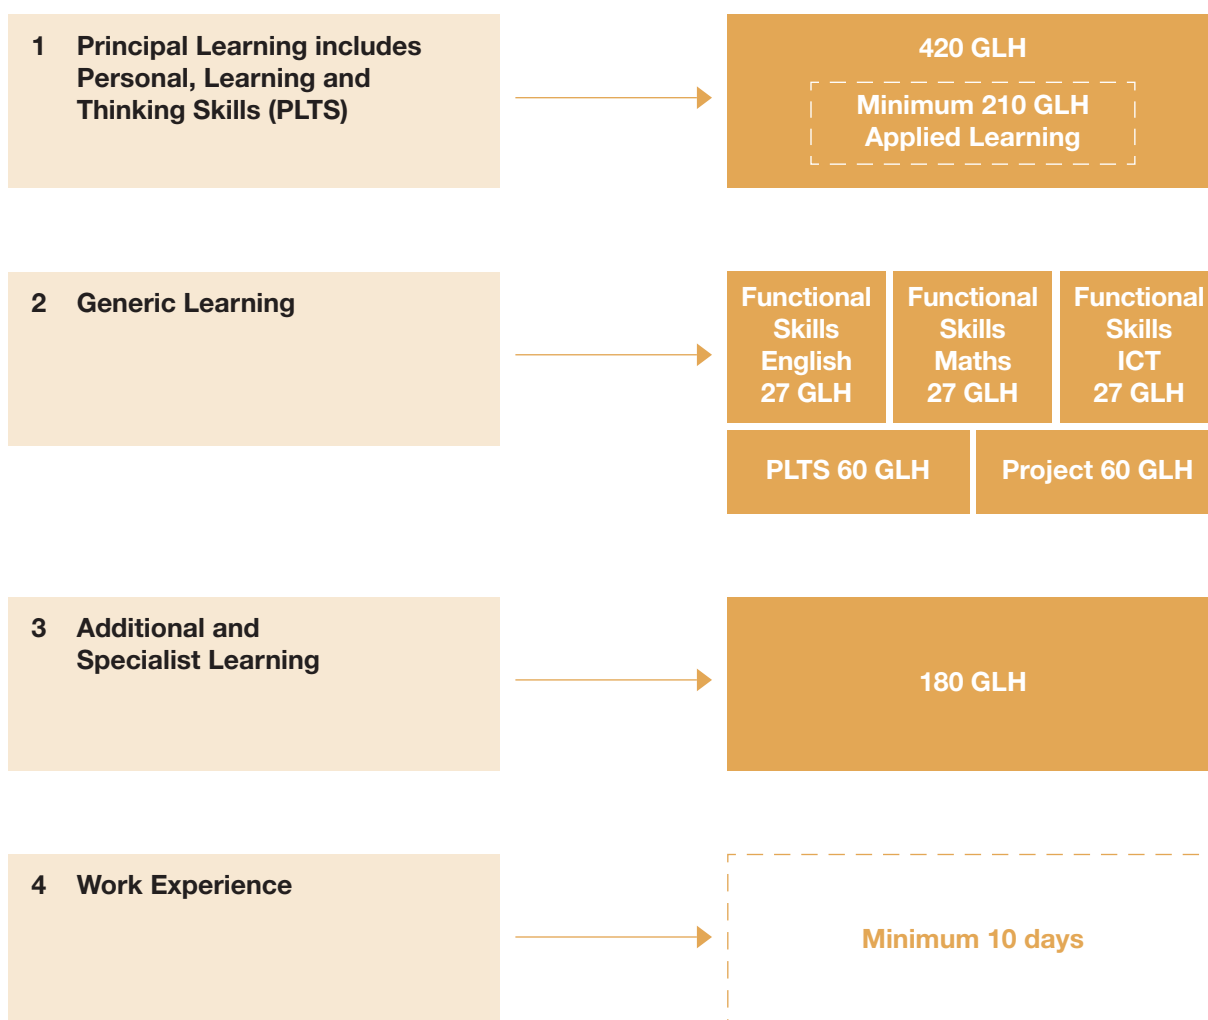 1 Principal Learning includes
Personal, Learning and
Thinking Skills (PLTS)
420 GLH
Minimum 210 GLH
Applied Learning
2 Generic Learning
Functional
Skills
English
27 GLH
Functional
Skills
Maths
27 GLH
Functional
Skills
ICT
27 GLH
PLTS 60 GLH
Project 60 GLH
3 Additional and
Specialist Learning
180 GLH
4 Work Experience
Minimum 10 days